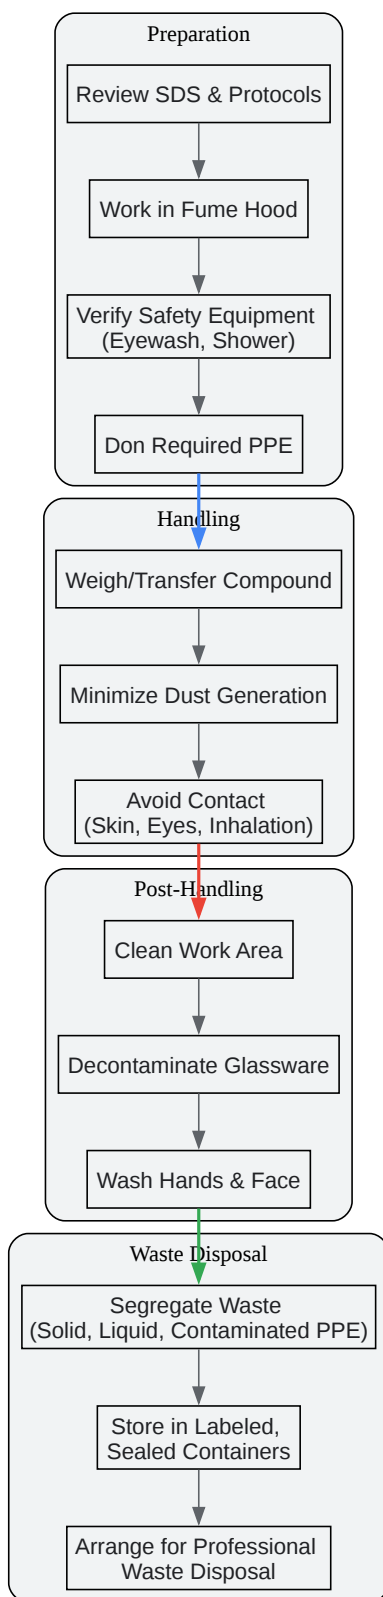 Preparation
Review SDS & Protocols
Work in Fume Hood
Verify Safety Equipment
(Eyewash, Shower)
Don Required PPE
Handling
Weigh/Transfer Compound
Minimize Dust Generation
Avoid Contact
(Skin, Eyes, Inhalation)
Post-Handling
Clean Work Area
Decontaminate Glassware
Wash Hands & Face
Waste Disposal
Segregate Waste
(Solid, Liquid, Contaminated PPE)
Store in Labeled,
Sealed Containers
Arrange for Professional
Waste Disposal